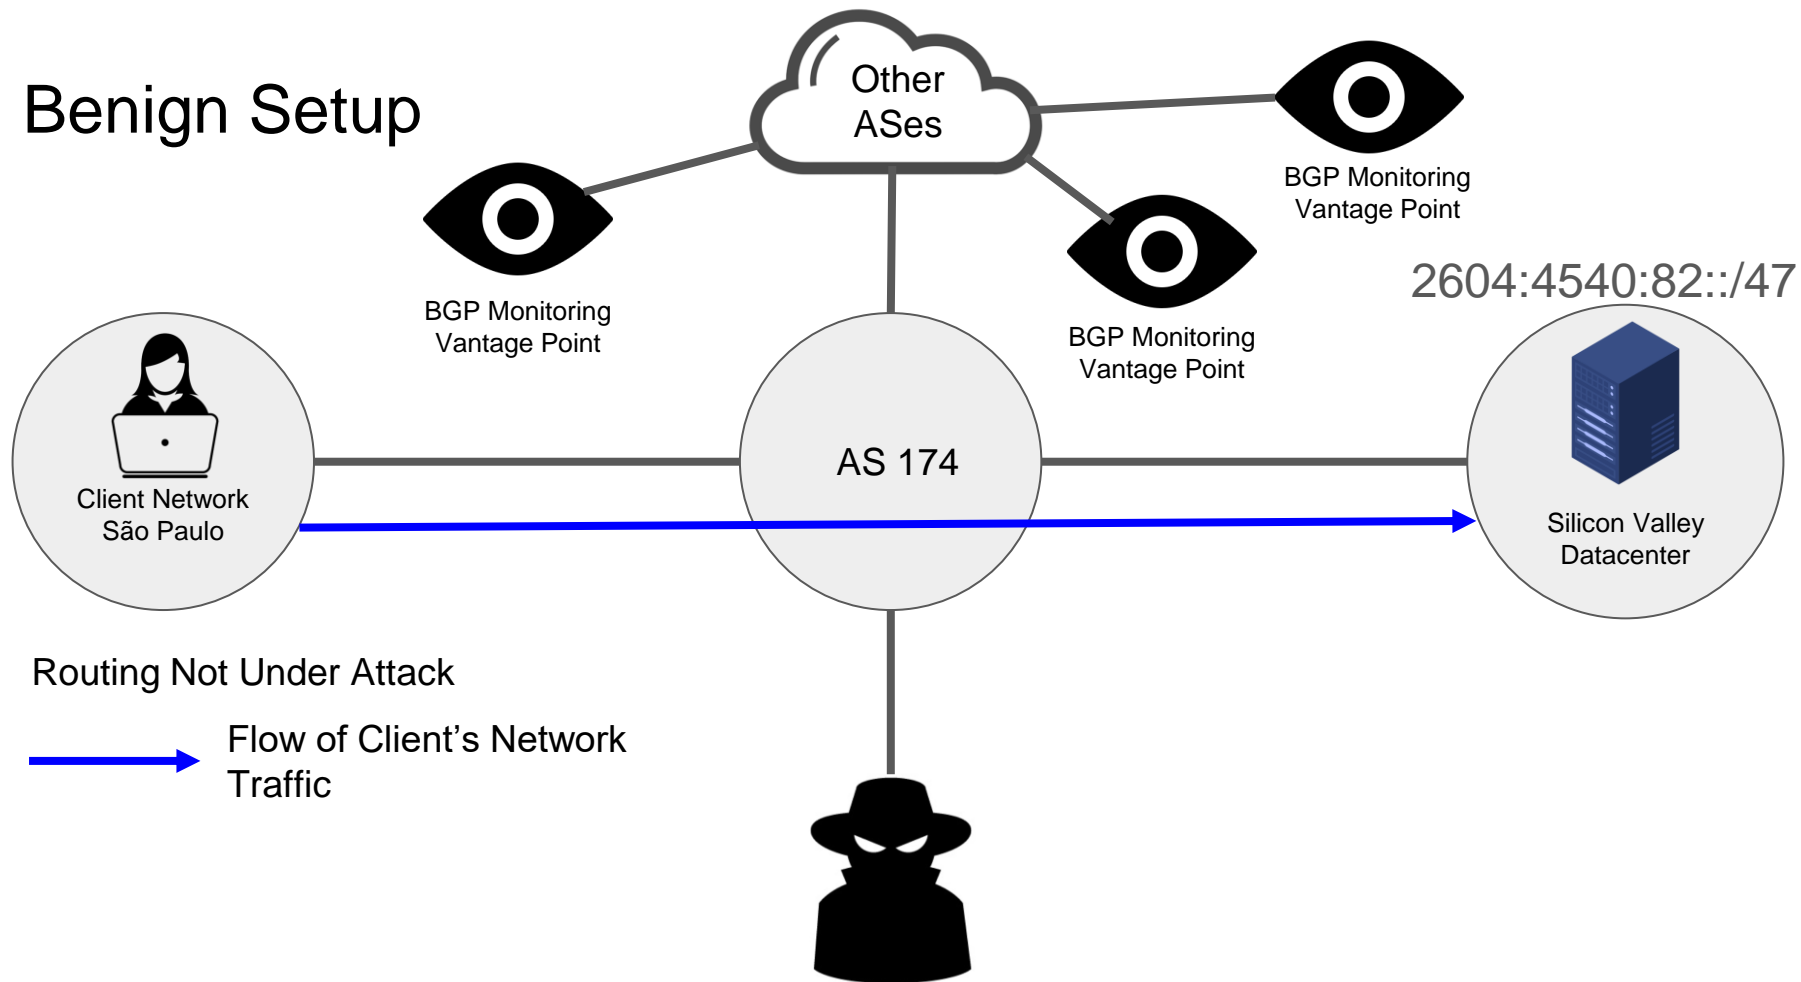 Benign Setup
Other
ASes
BGP Monitoring
Vantage Point
BGP Monitoring
Vantage Point
BGP Monitoring
Vantage Point
2604:4540:82::/47
Client Network
São Paulo
AS 174
Silicon Valley
Datacenter
Routing Not Under Attack
Flow of Client’s Network
Traffic